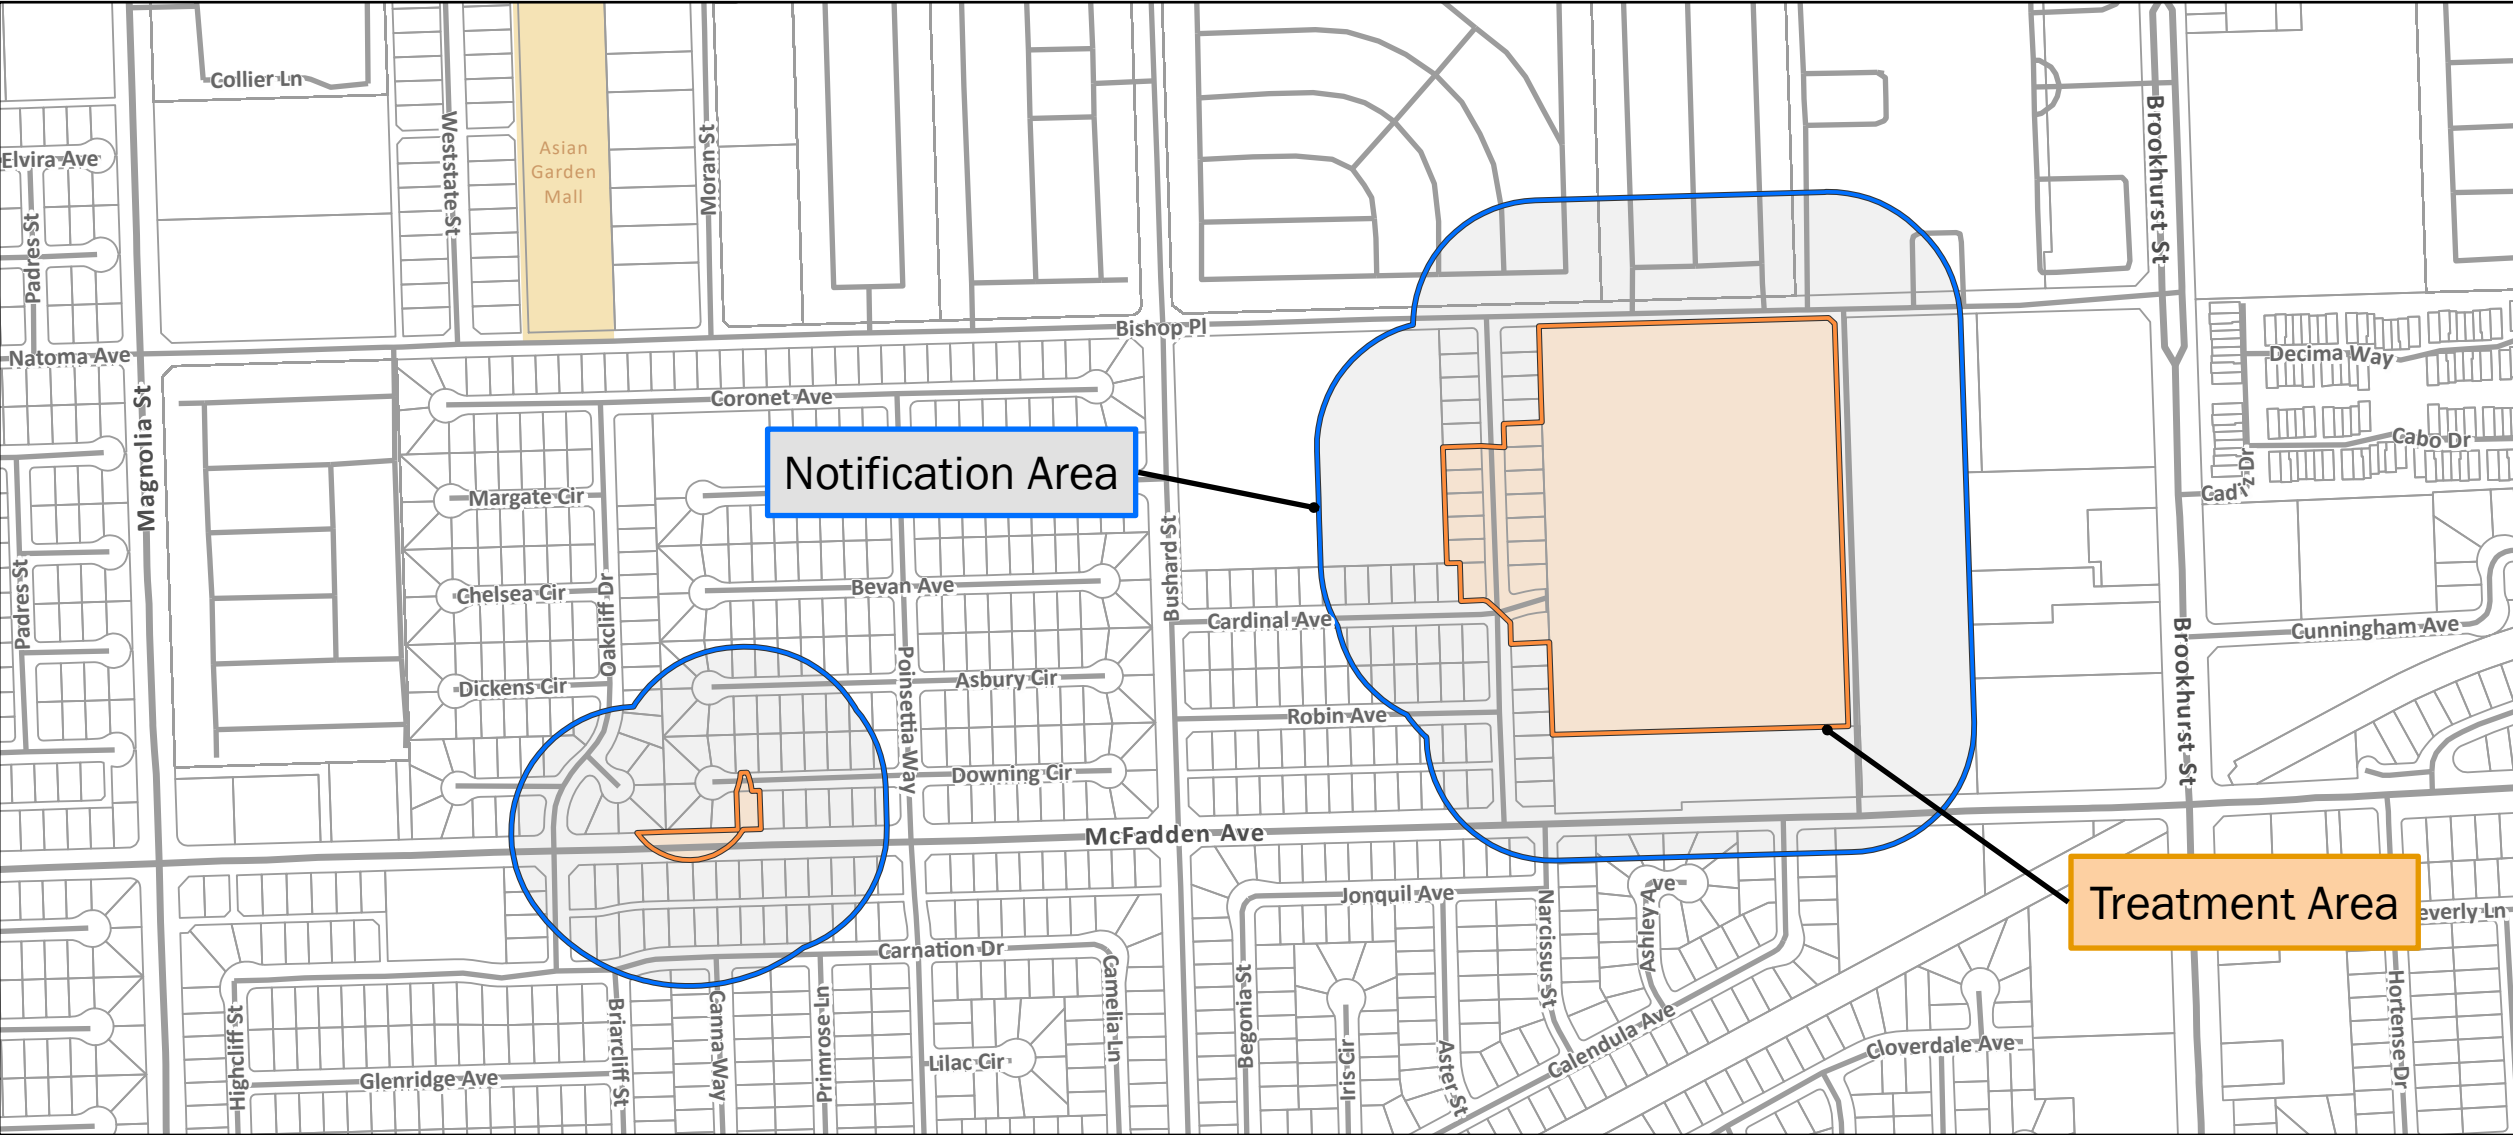 Collier Ln
Weststate St
Moran St
Brookhurst St
Asian
Garden
Mall
Elvira Ave
Padres St
Bishop Pl
Natoma Ave
Decima Way
Magnolia St
Coronet Ave
Notification Area
Cabo Dr
Margate Cir
Cadiz Dr
Bushard St
Padres St
Chelsea Cir
Oakcliff Dr
Bevan Ave
Cardinal Ave
Cunningham Ave
Brookhurst St
Dickens Cir
Poinsettia Way
Asbury Cir
Robin Ave
Downing Cir
McFadden Ave
Treatment Area
everly Ln
Jonquil Ave
Narcissus St
Ashley Ave
Carnation Dr
Camelia Ln
Begonia St
Highcliff St
Briarcliff St
Canna Way
Primrose Ln
Lilac Cir
Iris Cir
Aster St
Calendula Ave
Cloverdale Ave
Hortense Dr
Glenridge Ave